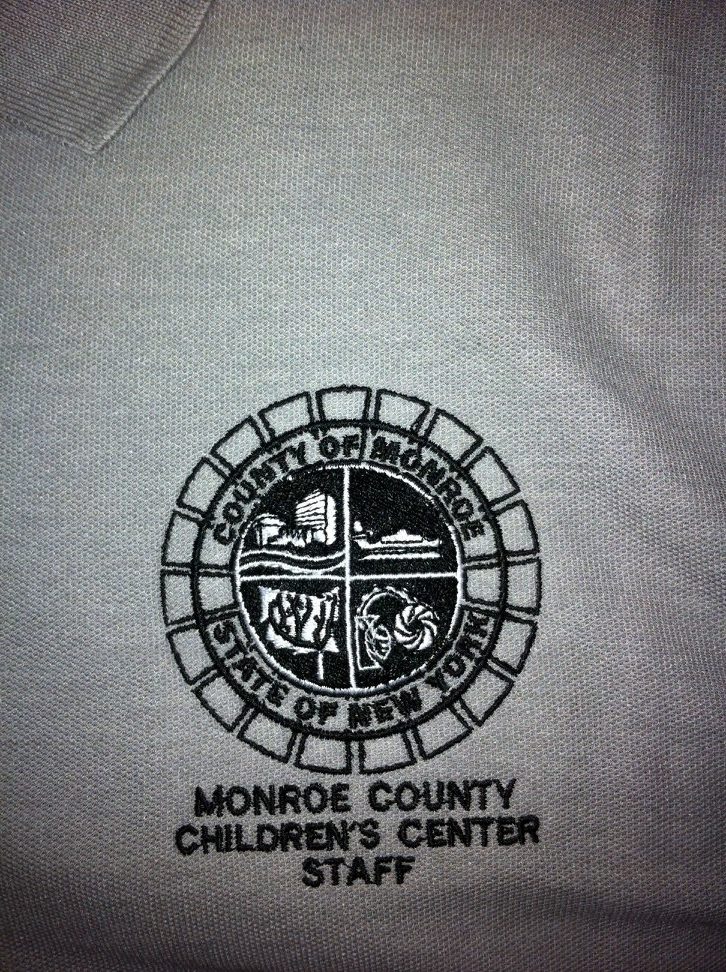 COUNTY OF MONROE
STATE OF NEW YORK
MONROE COUNTY
CHILDREN'S CENTER
STAFF